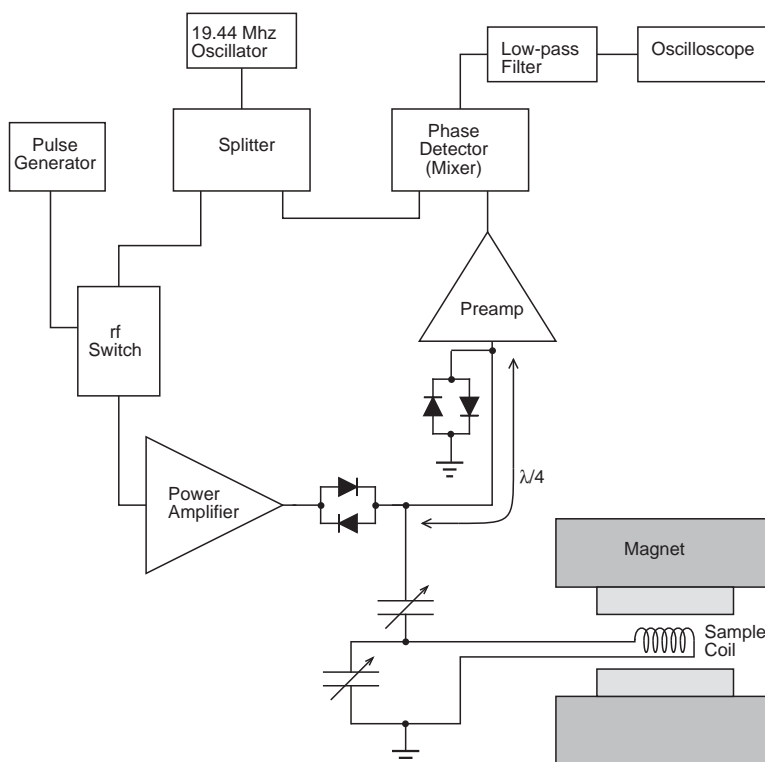 19.44 Mhz
Oscillator
Low-pass
Filter
Oscilloscope
Pulse
Generator
Splitter
Phase
Detector
(Mixer)
Preamp
rf
Switch
λ/4
Power
Amplifier
Magnet
Sample
Coil